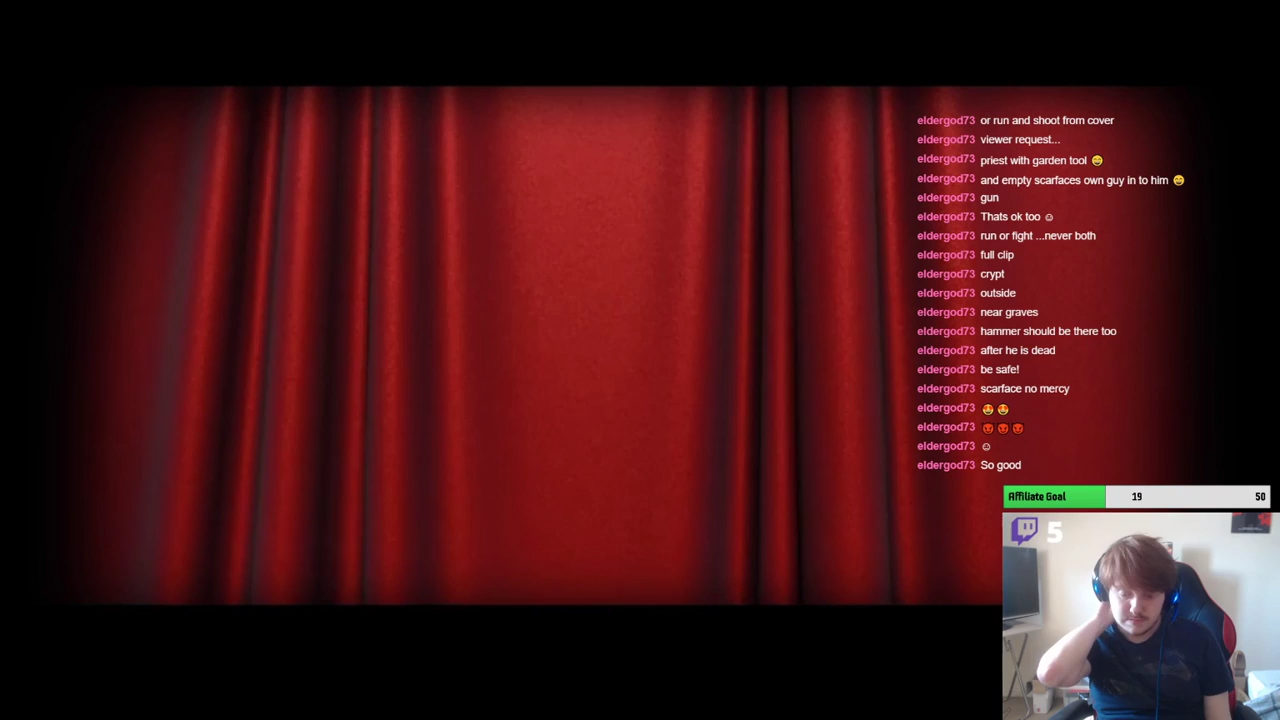 eldergod73 or run and shoot from cover
eldergod73 viewer request...
eldergod73 priest with garden tool 😄
eldergod73 and empty scarfaces own guy in to him 😄
eldergod73 gun
eldergod73 Thats ok too ☺
eldergod73 run or fight ...never both
eldergod73 full clip
eldergod73 crypt
eldergod73 outside
eldergod73 near graves
eldergod73 hammer should be there too
eldergod73 after he is dead
eldergod73 be safe!
eldergod73 scarface no mercy
eldergod73 🤩 🤩
eldergod73 😈 😈 😈
eldergod73 ☺
eldergod73 So good
Affiliate Goal 19 50
5